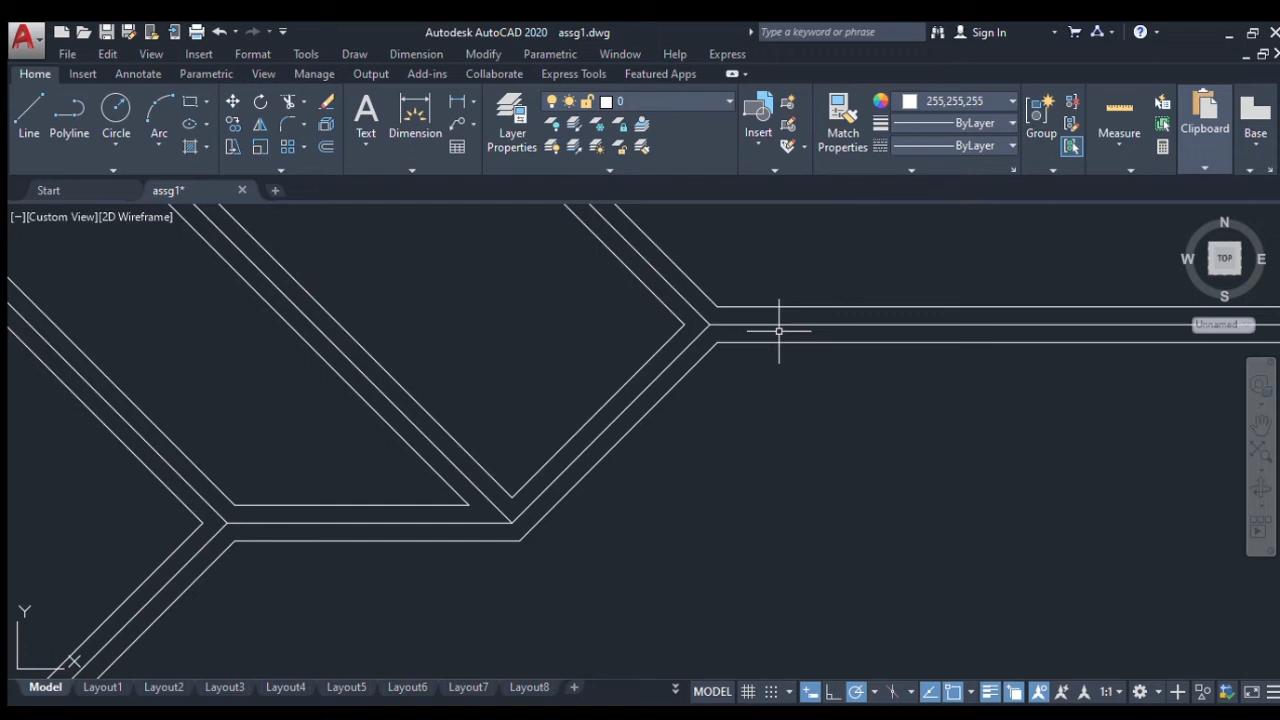 Autodesk AutoCAD 2020 assg1.dwg
Type a keyword or phrase
Sign In
File Edit View Insert Format Tools Draw Dimension Modify Parametric Window Help Express
Home Insert Annotate Parametric View Manage Output Add-ins Collaborate Express Tools Featured Apps
0
255,255,255
ByLayer
ByLayer
Line Polyline Circle Arc
Text Dimension
Layer
Properties
Insert
Match
Properties
Group
Measure
Clipboard
Base
Start
assg1*
[−][Custom View][2D Wireframe]
N
W
TOP
E
S
Unnamed
Y
X
Model Layout1 Layout2 Layout3 Layout4 Layout5 Layout6 Layout7 Layout8
MODEL
1:1